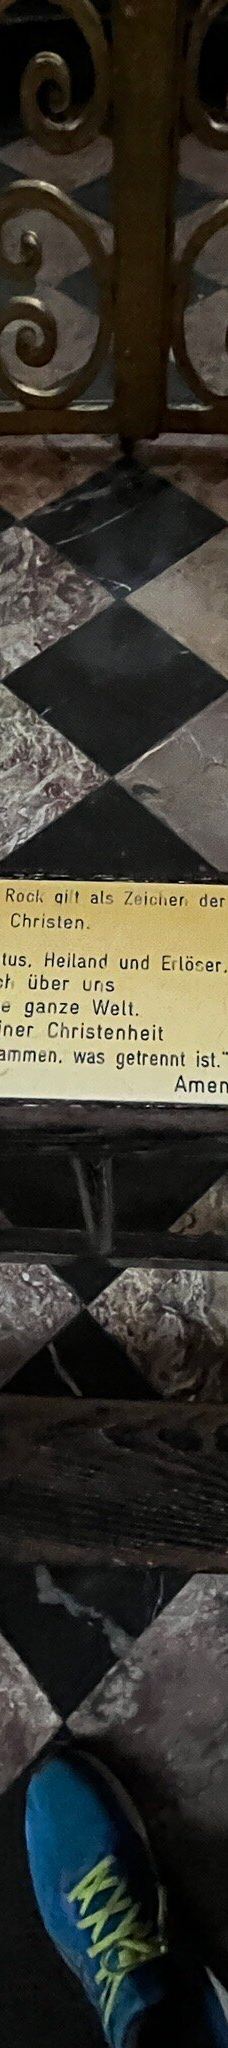 Rock gilt als Zeichen der
Christen.
tus, Heiland und Erlöser,
ch über uns
e ganze Welt.
iner Christenheit
ammen, was getrennt ist."
Amen